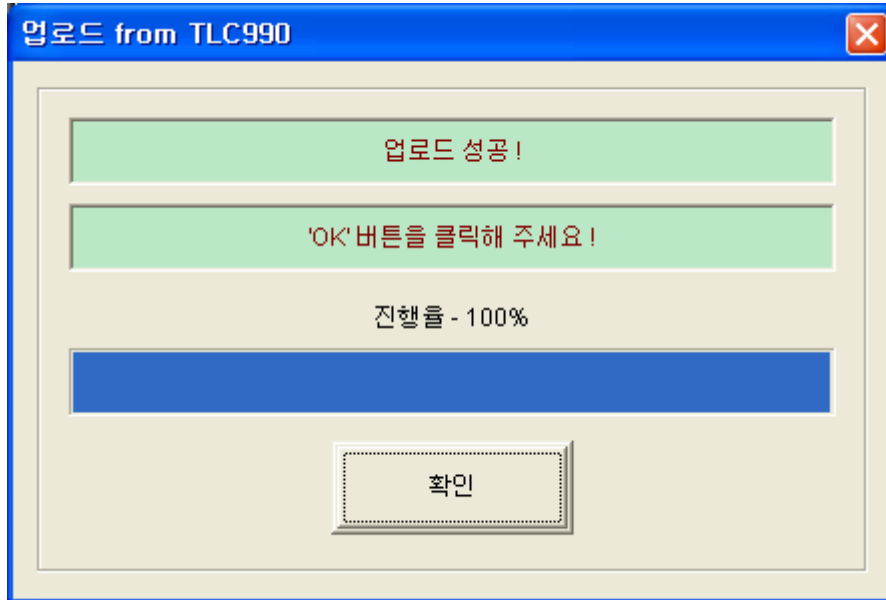 업로드 from TLC990
업로드 성공 !
'OK' 버튼을 클릭해 주세요 !
진행율 - 100%
확인